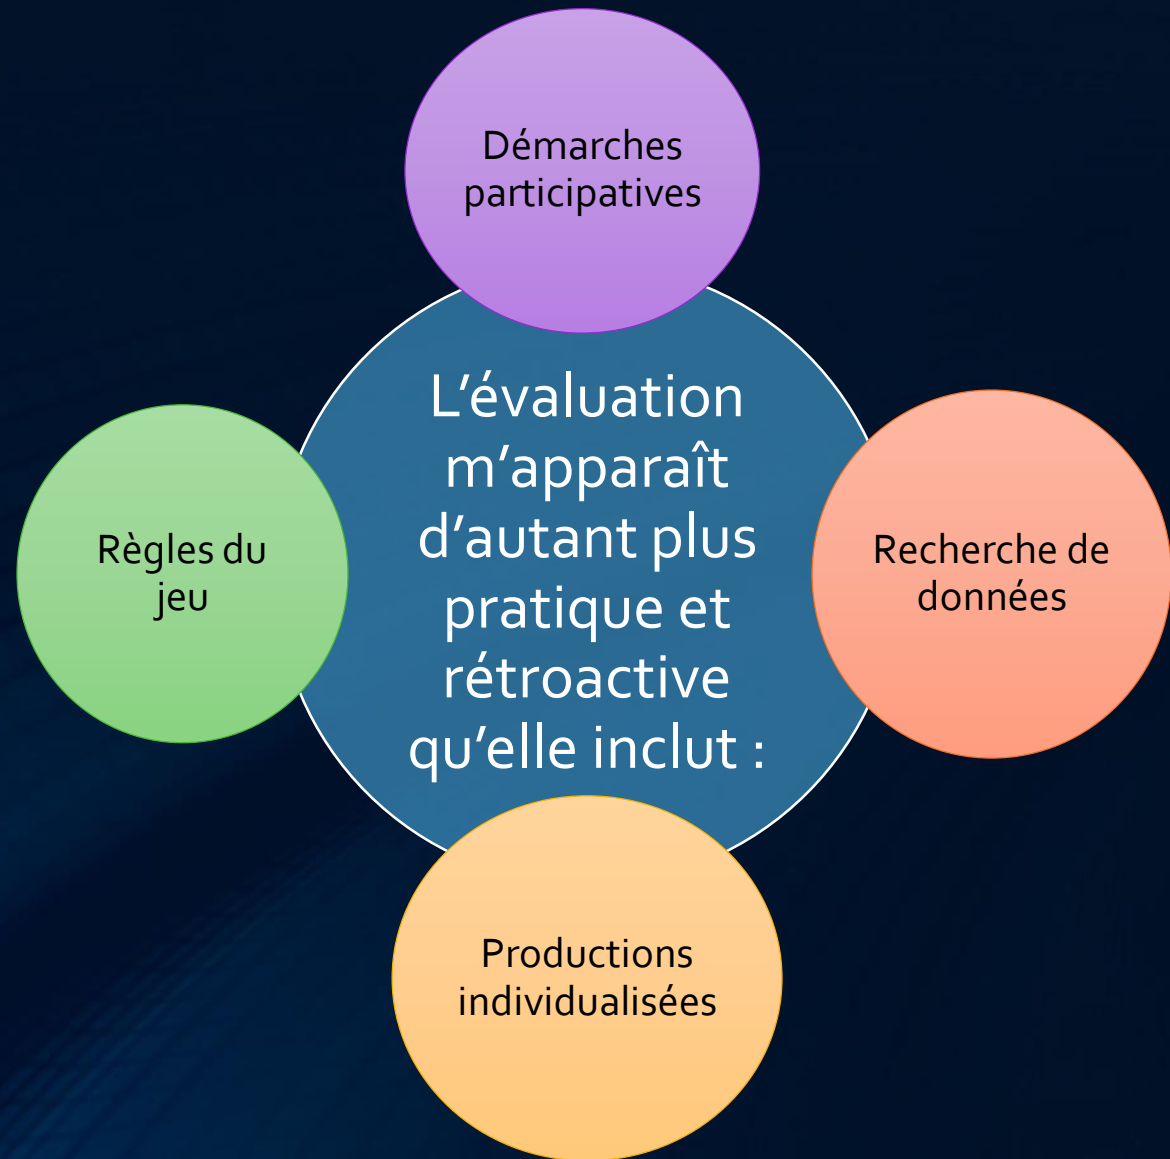 Démarches
participatives
L'évaluation
m'apparaît
d'autant plus
pratique et
rétroactive
qu'elle inclut :
Recherche de
données
Productions
individualisées
Règles du
jeu